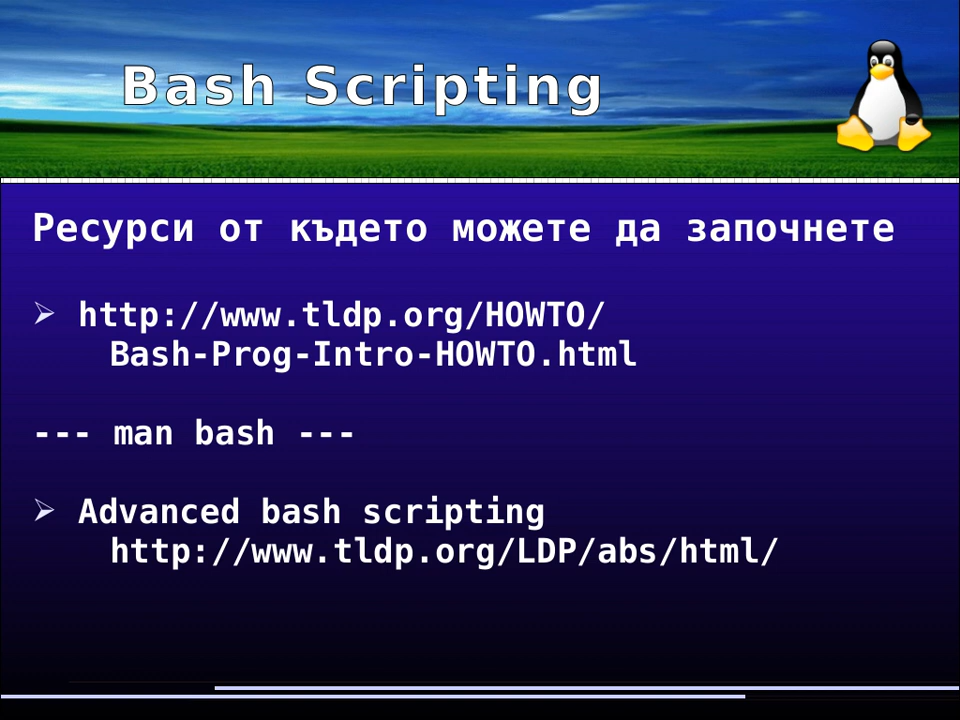 Bash Scripting
Ресурси от където можете да започнете
➢ http://www.tldp.org/HOWTO/
Bash-Prog-Intro-HOWTO.html
--- man bash ---
➢ Advanced bash scripting
http://www.tldp.org/LDP/abs/html/